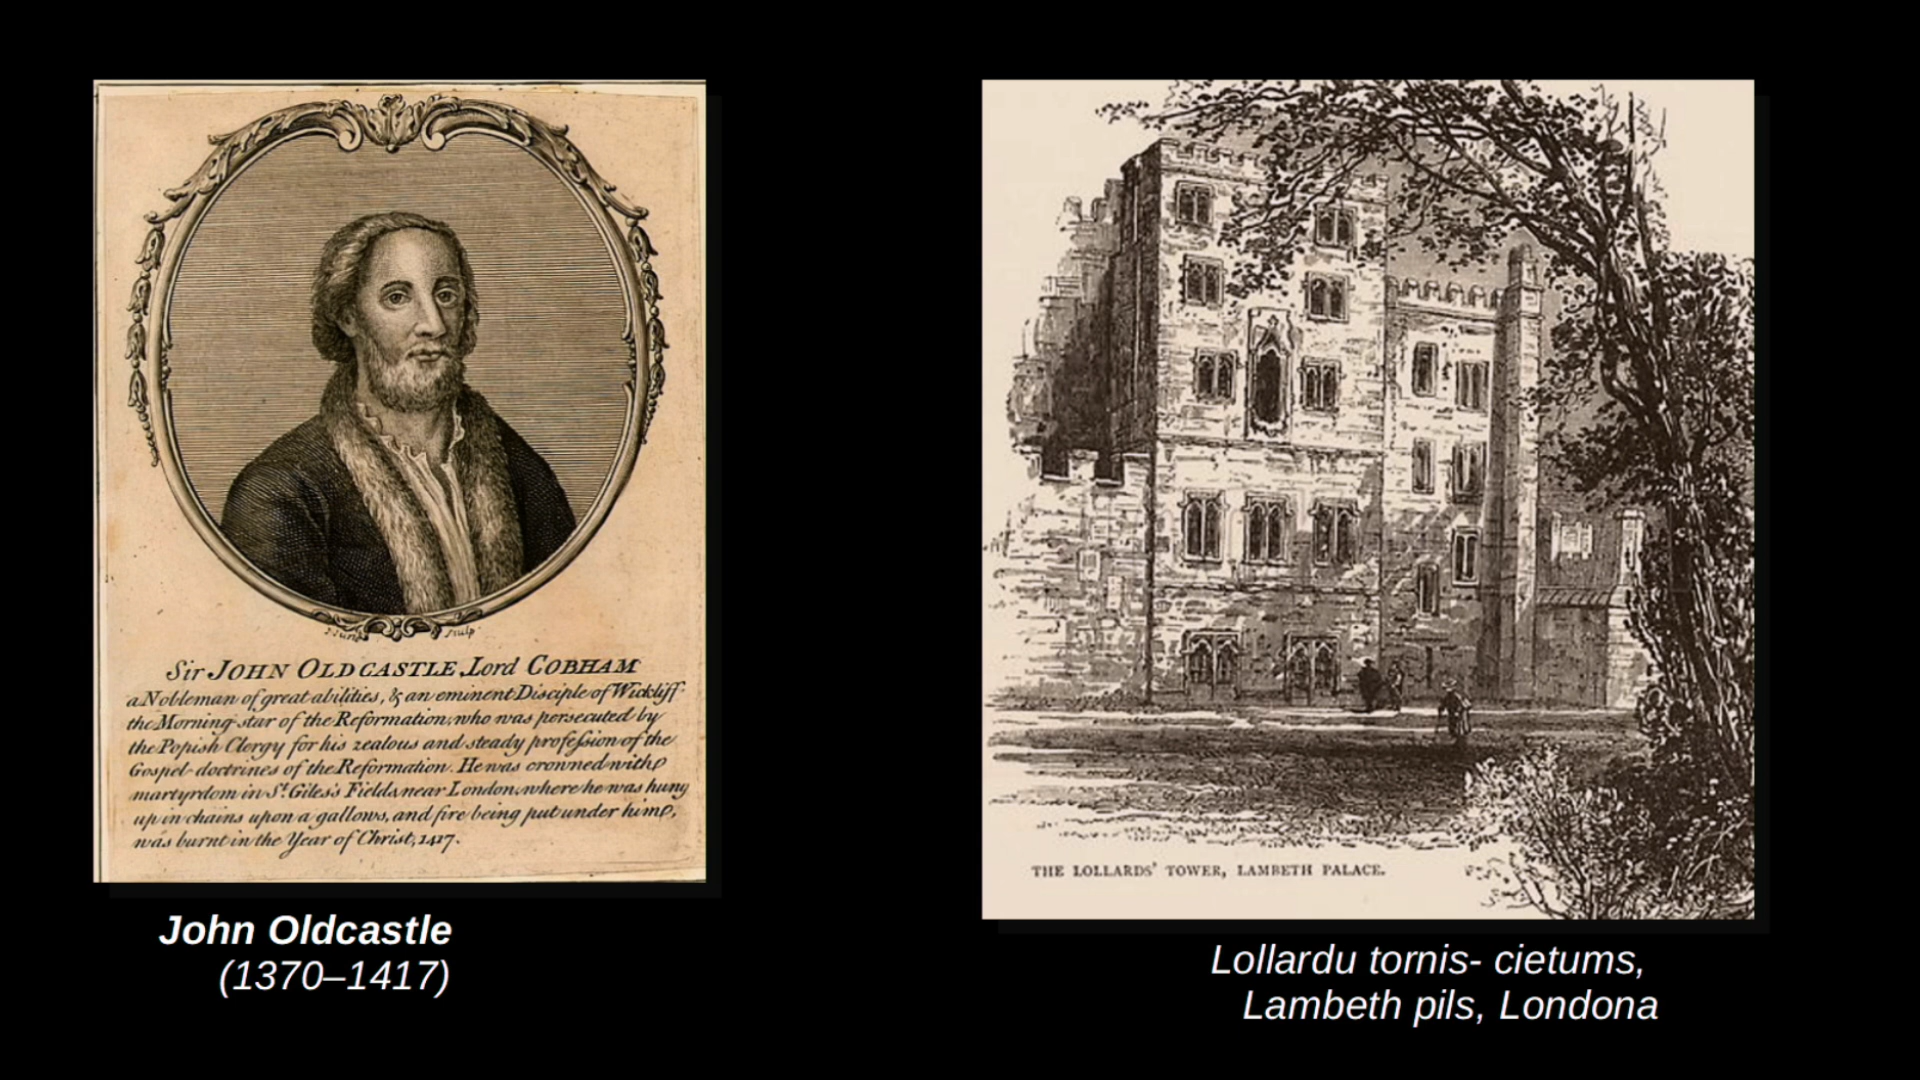 Sir JOHN OLDCASTLE, Lord COBHAM
a Nobleman of great abilities, & an eminent Disciple of Wickliff
the Morning-star of the Reformation, who was persecuted by
the Popish Clergy for his zealous and steady profession of the
Gospel-doctrines of the Reformation. He was crowned with
martyrdom in St. Giles's Fields near London, where he was hung
up in chains upon a gallows, and fire being put under him,
was burnt in the Year of Christ, 1417.
John Oldcastle
(1370–1417)
THE LOLLARDS' TOWER, LAMBETH PALACE.
Lollardu tornis- cietums,
Lambeth pils, Londona